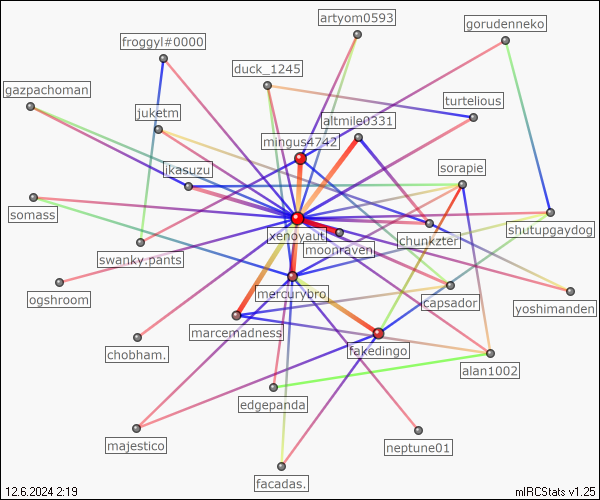 artyom0593
gorudenneko
froggyl#0000
duck_1245
gazpachoman
turtelious
juketm
altmile0331
mingus4742
ikasuzu
sorapie
somass
xenoyaut
shutupgaydog
chunkzter
moonraven
swanky.pants
mercurybro
ogshroom
capsador
yoshimanden
marcemadness
chobham.
fakedingo
alan1002
edgepanda
majestico
neptune01
facadas.
12.6.2024 2:19
mIRCStats v1.25